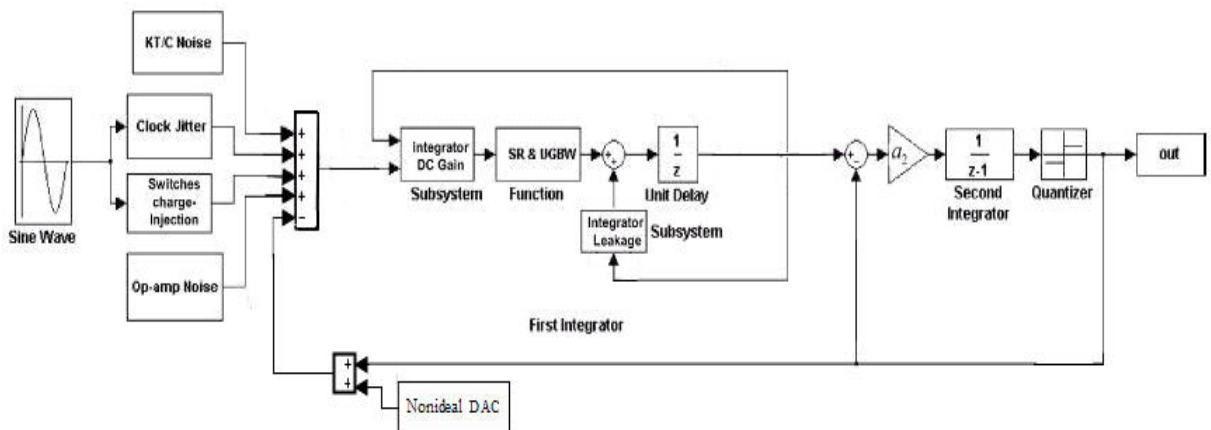 KT/C Noise
Clock Jitter
Switches
charge-
Injection
Sine Wave
Op-amp Noise
+
+
+
+
−
Integrator
DC Gain
Subsystem
SR & UGBW
Function
+
+
1
z
Unit Delay
Integrator
Leakage
Subsystem
First Integrator
+
−
a2
1
z-1
Second
Integrator
Quantizer
out
+
+
Nonideal DAC